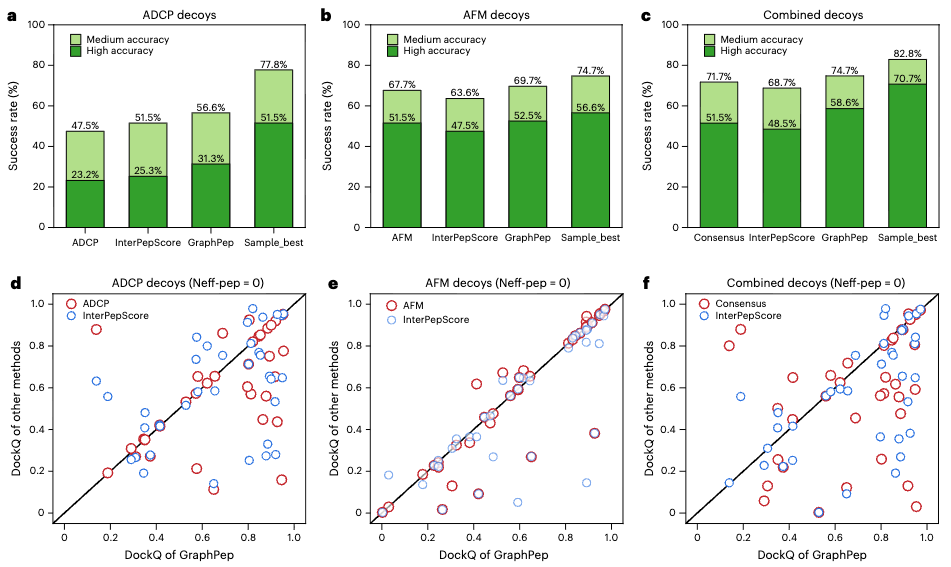 a
ADCP decoys
Success rate (%)
100
80
60
40
20
0
Medium accuracy
High accuracy
47.5%
23.2%
51.5%
25.3%
56.6%
31.3%
77.8%
51.5%
ADCP
InterPepScore
GraphPep
Sample_best
b
AFM decoys
Success rate (%)
100
80
60
40
20
0
Medium accuracy
High accuracy
67.7%
51.5%
63.6%
47.5%
69.7%
52.5%
74.7%
56.6%
AFM
InterPepScore
GraphPep
Sample_best
c
Combined decoys
Success rate (%)
100
80
60
40
20
0
Medium accuracy
High accuracy
71.7%
51.5%
68.7%
48.5%
74.7%
58.6%
82.8%
70.7%
Consensus
InterPepScore
GraphPep
Sample_best
d
ADCP decoys (Neff-pep = 0)
DockQ of other methods
1.0
0.8
0.6
0.4
0.2
0
ADCP
InterPepScore
0
0.2
0.4
0.6
0.8
1.0
DockQ of GraphPep
e
AFM decoys (Neff-pep = 0)
DockQ of other methods
1.0
0.8
0.6
0.4
0.2
0
AFM
InterPepScore
0
0.2
0.4
0.6
0.8
1.0
DockQ of GraphPep
f
Combined decoys (Neff-pep = 0)
DockQ of other methods
1.0
0.8
0.6
0.4
0.2
0
Consensus
InterPepScore
0
0.2
0.4
0.6
0.8
1.0
DockQ of GraphPep